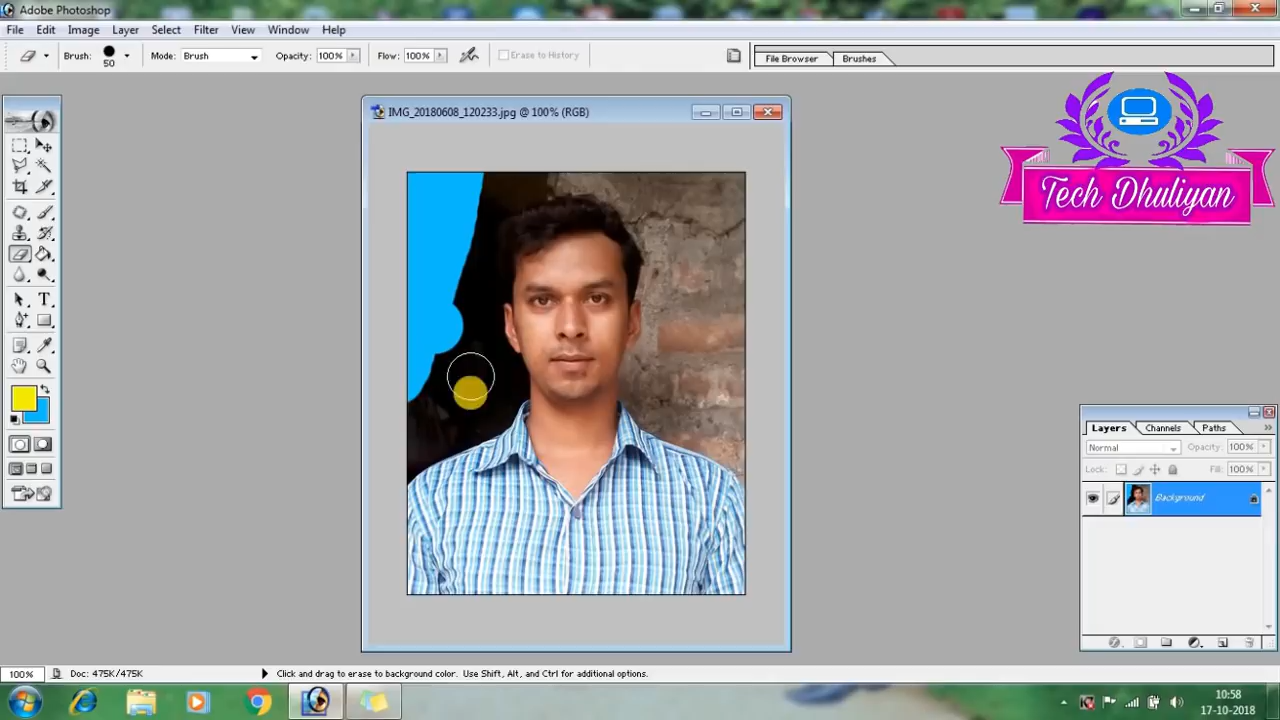 Adobe Photoshop
File Edit Image Layer Select Filter View Window Help
Brush: 50 Mode: Brush Opacity: 100% Flow: 100% Erase to History File Browser Brushes
IMG_20180608_120233.jpg @ 100% (RGB)
Tech Dhuliyan
Layers Channels Paths
Normal Opacity: 100%
Lock: Fill: 100%
Background
100% Doc: 475K/475K Click and drag to erase to background color. Use Shift, Alt, and Ctrl for additional options.
10:58
17-10-2018